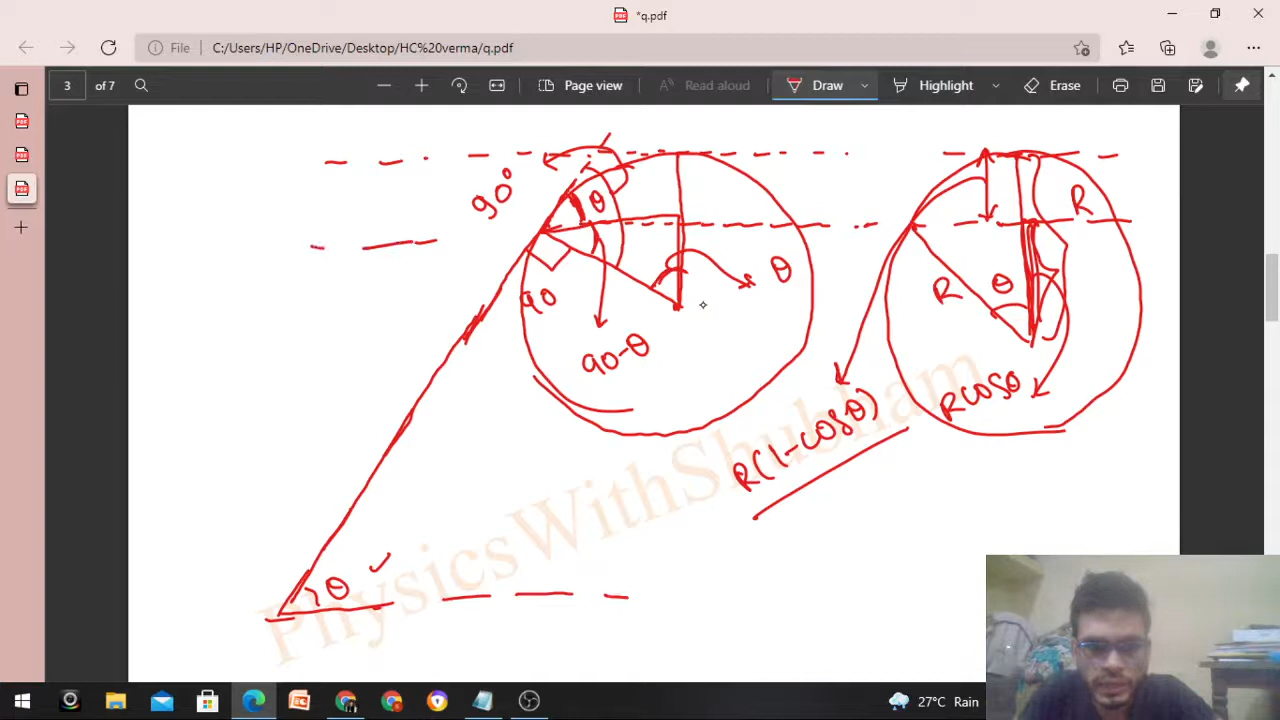 *q.pdf
File C:/Users/HP/OneDrive/Desktop/HC%20verma/q.pdf
3 of 7 Page view Read aloud Draw Highlight Erase
90°
θ
R
θ
90
R
θ
90-θ
Rcosθ
R(1-cosθ)
θ
PhysicsWithShubham
27°C Rain